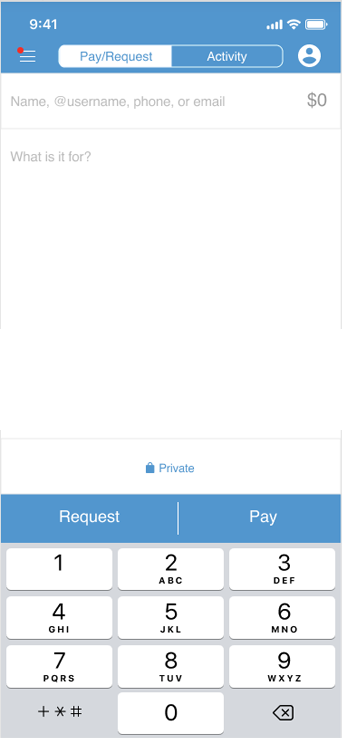 9:41
Pay/Request Activity
Name, @username, phone, or email $0
What is it for?
Private
Request Pay
1 2 3
ABC DEF
4 5 6
GHI JKL MNO
7 8 9
PQRS TUV WXYZ
+ * # 0